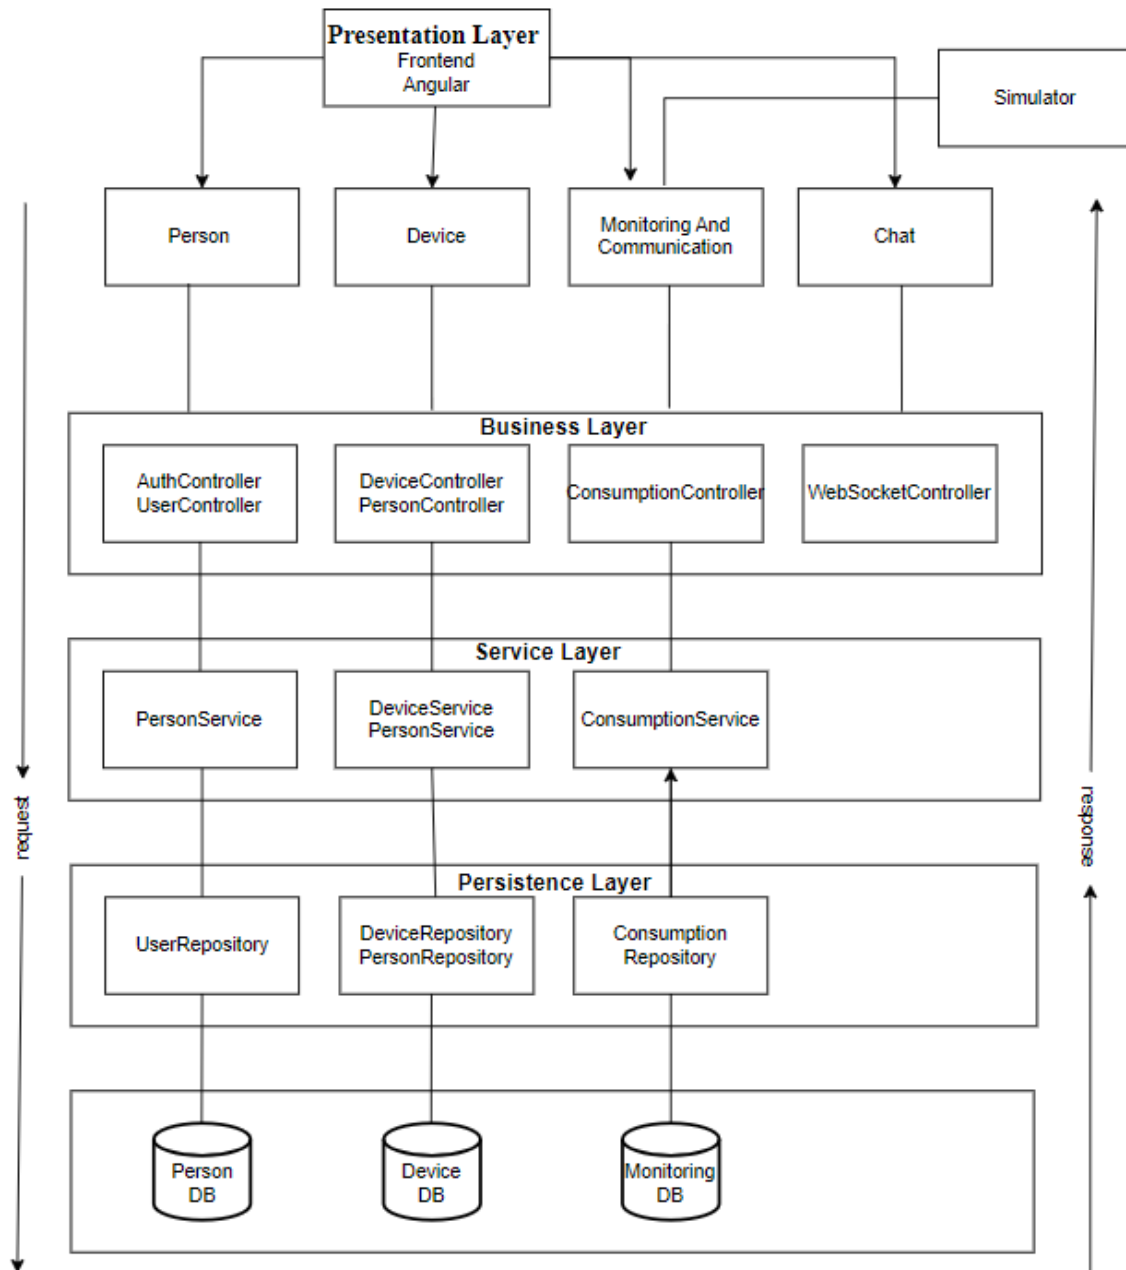 Presentation Layer
Frontend
Angular
Simulator
Person
Device
Monitoring And
Communication
Chat
Business Layer
AuthController
UserController
DeviceController
PersonController
ConsumptionController
WebSocketController
Service Layer
PersonService
DeviceService
PersonService
ConsumptionService
request
response
Persistence Layer
UserRepository
DeviceRepository
PersonRepository
Consumption
Repository
Person
DB
Device
DB
Monitoring
DB